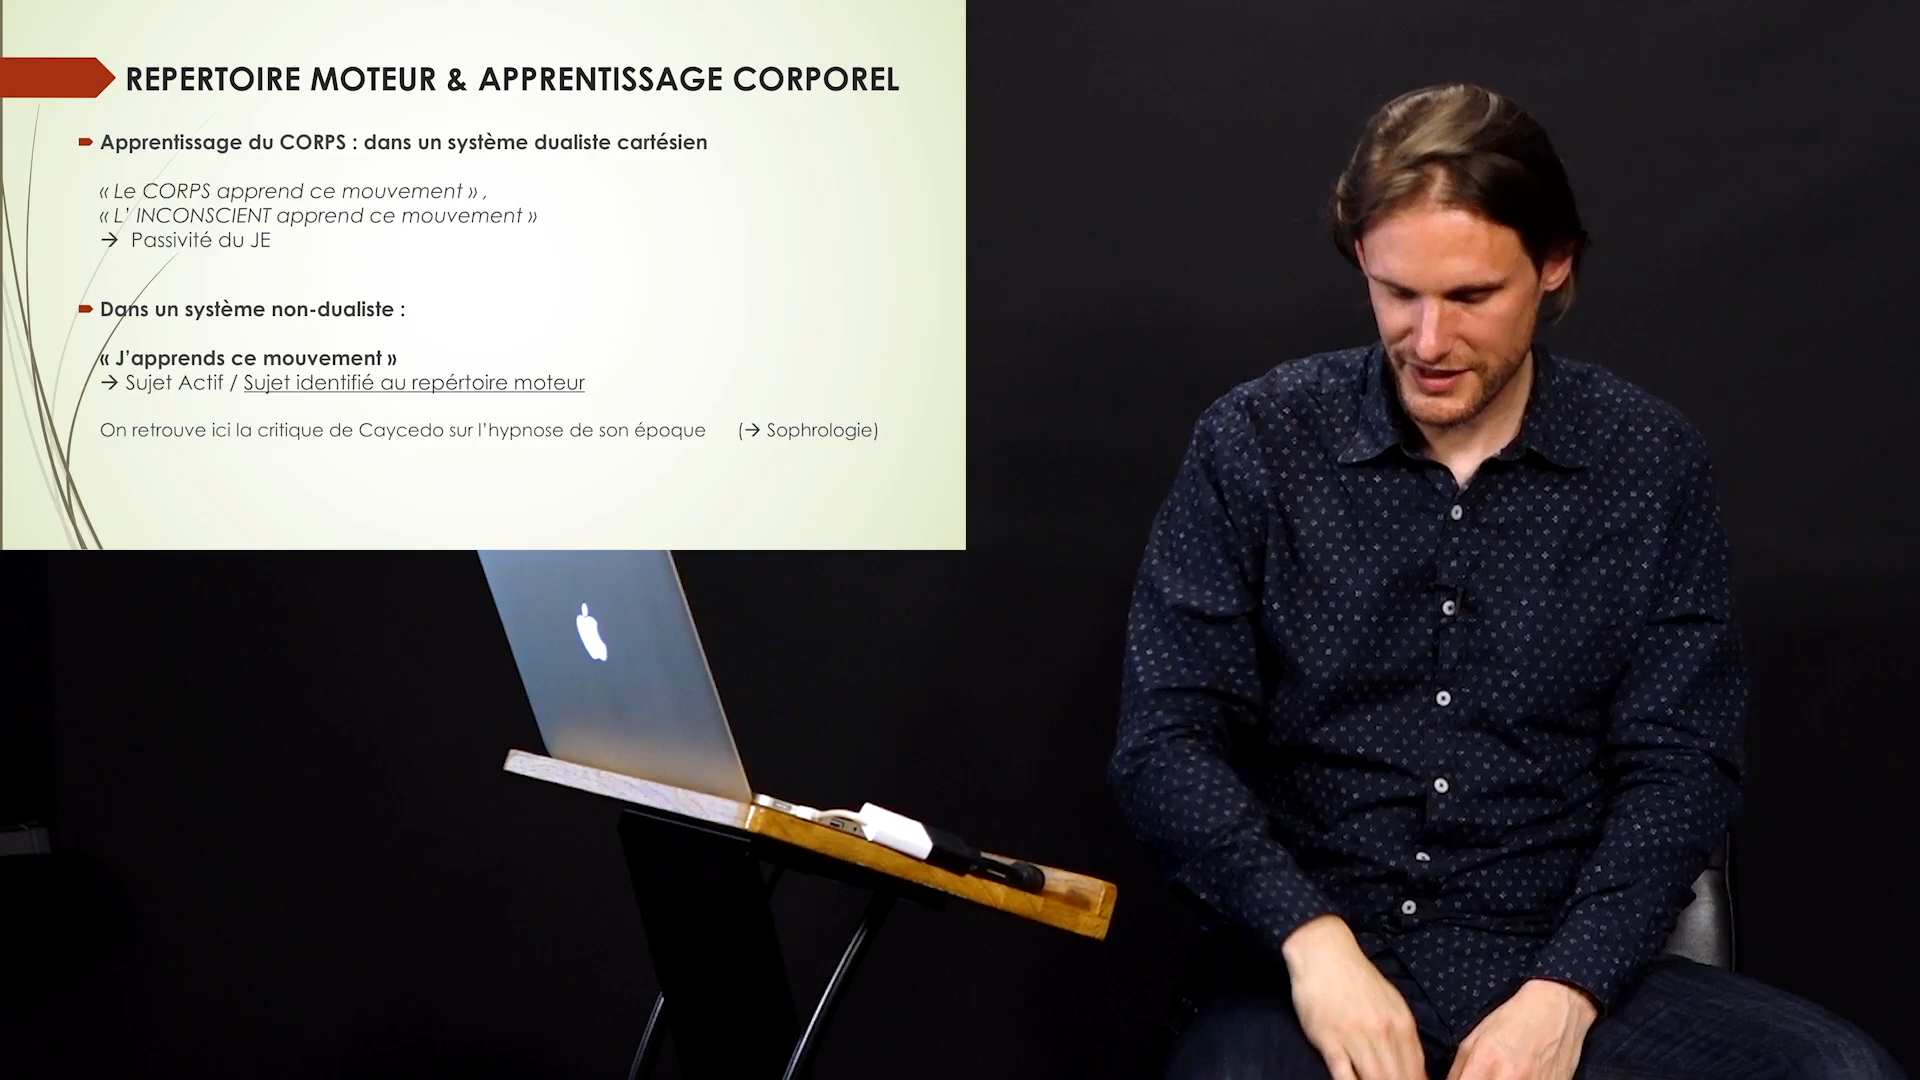 REPERTOIRE MOTEUR & APPRENTISSAGE CORPOREL
Apprentissage du CORPS : dans un système dualiste cartésien
« Le CORPS apprend ce mouvement » ,
« L' INCONSCIENT apprend ce mouvement »
→ Passivité du JE
Dans un système non-dualiste :
« J'apprends ce mouvement »
→ Sujet Actif / Sujet identifié au repértoire moteur
On retrouve ici la critique de Caycedo sur l'hypnose de son époque (→ Sophrologie)